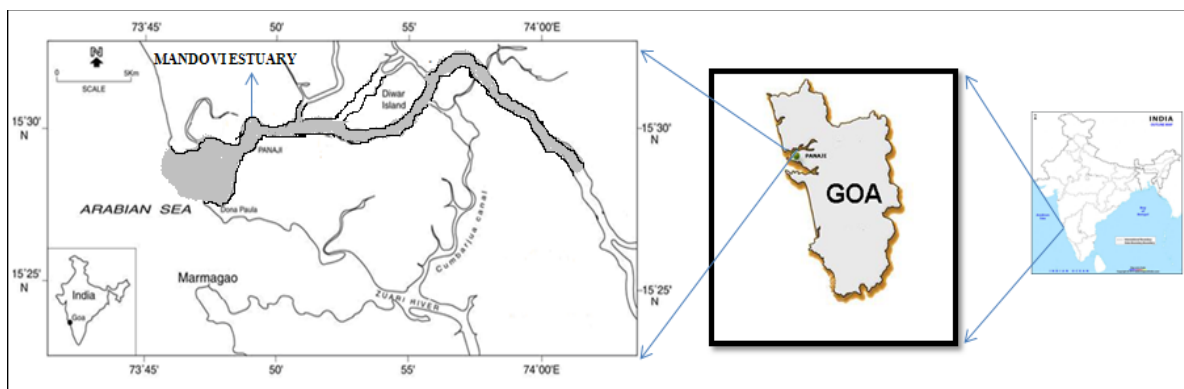 73˚45
50'
55'
74˚00'E
N
0 5Km
SCALE
MANDOVI ESTUARY
Diwar
Island
15˚30
N
15˚30
N
PANAJI
ARABIAN SEA
Dona Paula
Cumbarjua canal
15˚25
N
15˚25
N
Marmagao
ZUARI RIVER
India
Goa
73˚45
50'
55'
74˚00'E
PANAJI
GOA
INDIA
OUTLINE MAP